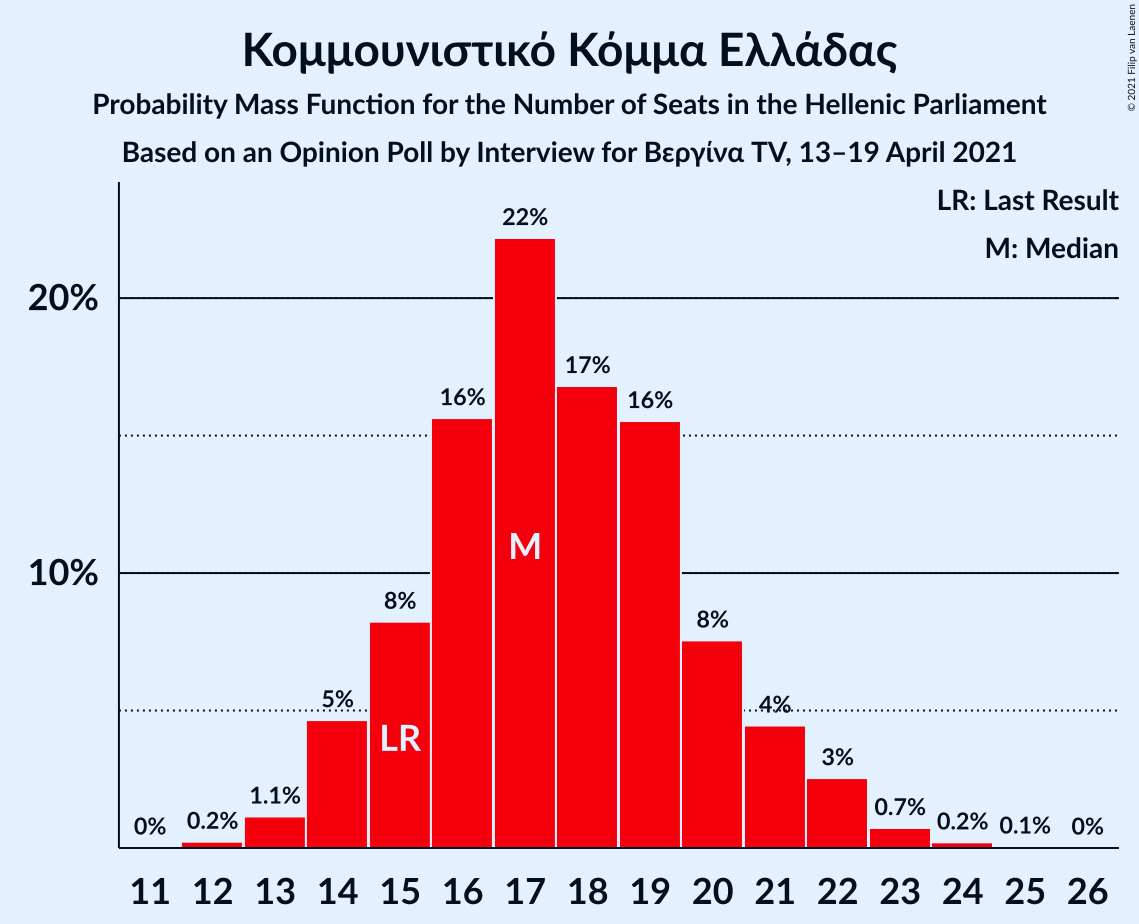 Κομμουνιστικό Κόμμα Ελλάδας
Probability Mass Function for the Number of Seats in the Hellenic Parliament
Based on an Opinion Poll by Interview for Βεργίνα TV, 13–19 April 2021
© 2021 Filip van Laenen
LR: Last Result
M: Median
20%
10%
0%
0.2%
1.1%
5%
8%
16%
22%
17%
16%
8%
4%
3%
0.7%
0.2%
0.1%
0%
LR
M
11 12 13 14 15 16 17 18 19 20 21 22 23 24 25 26